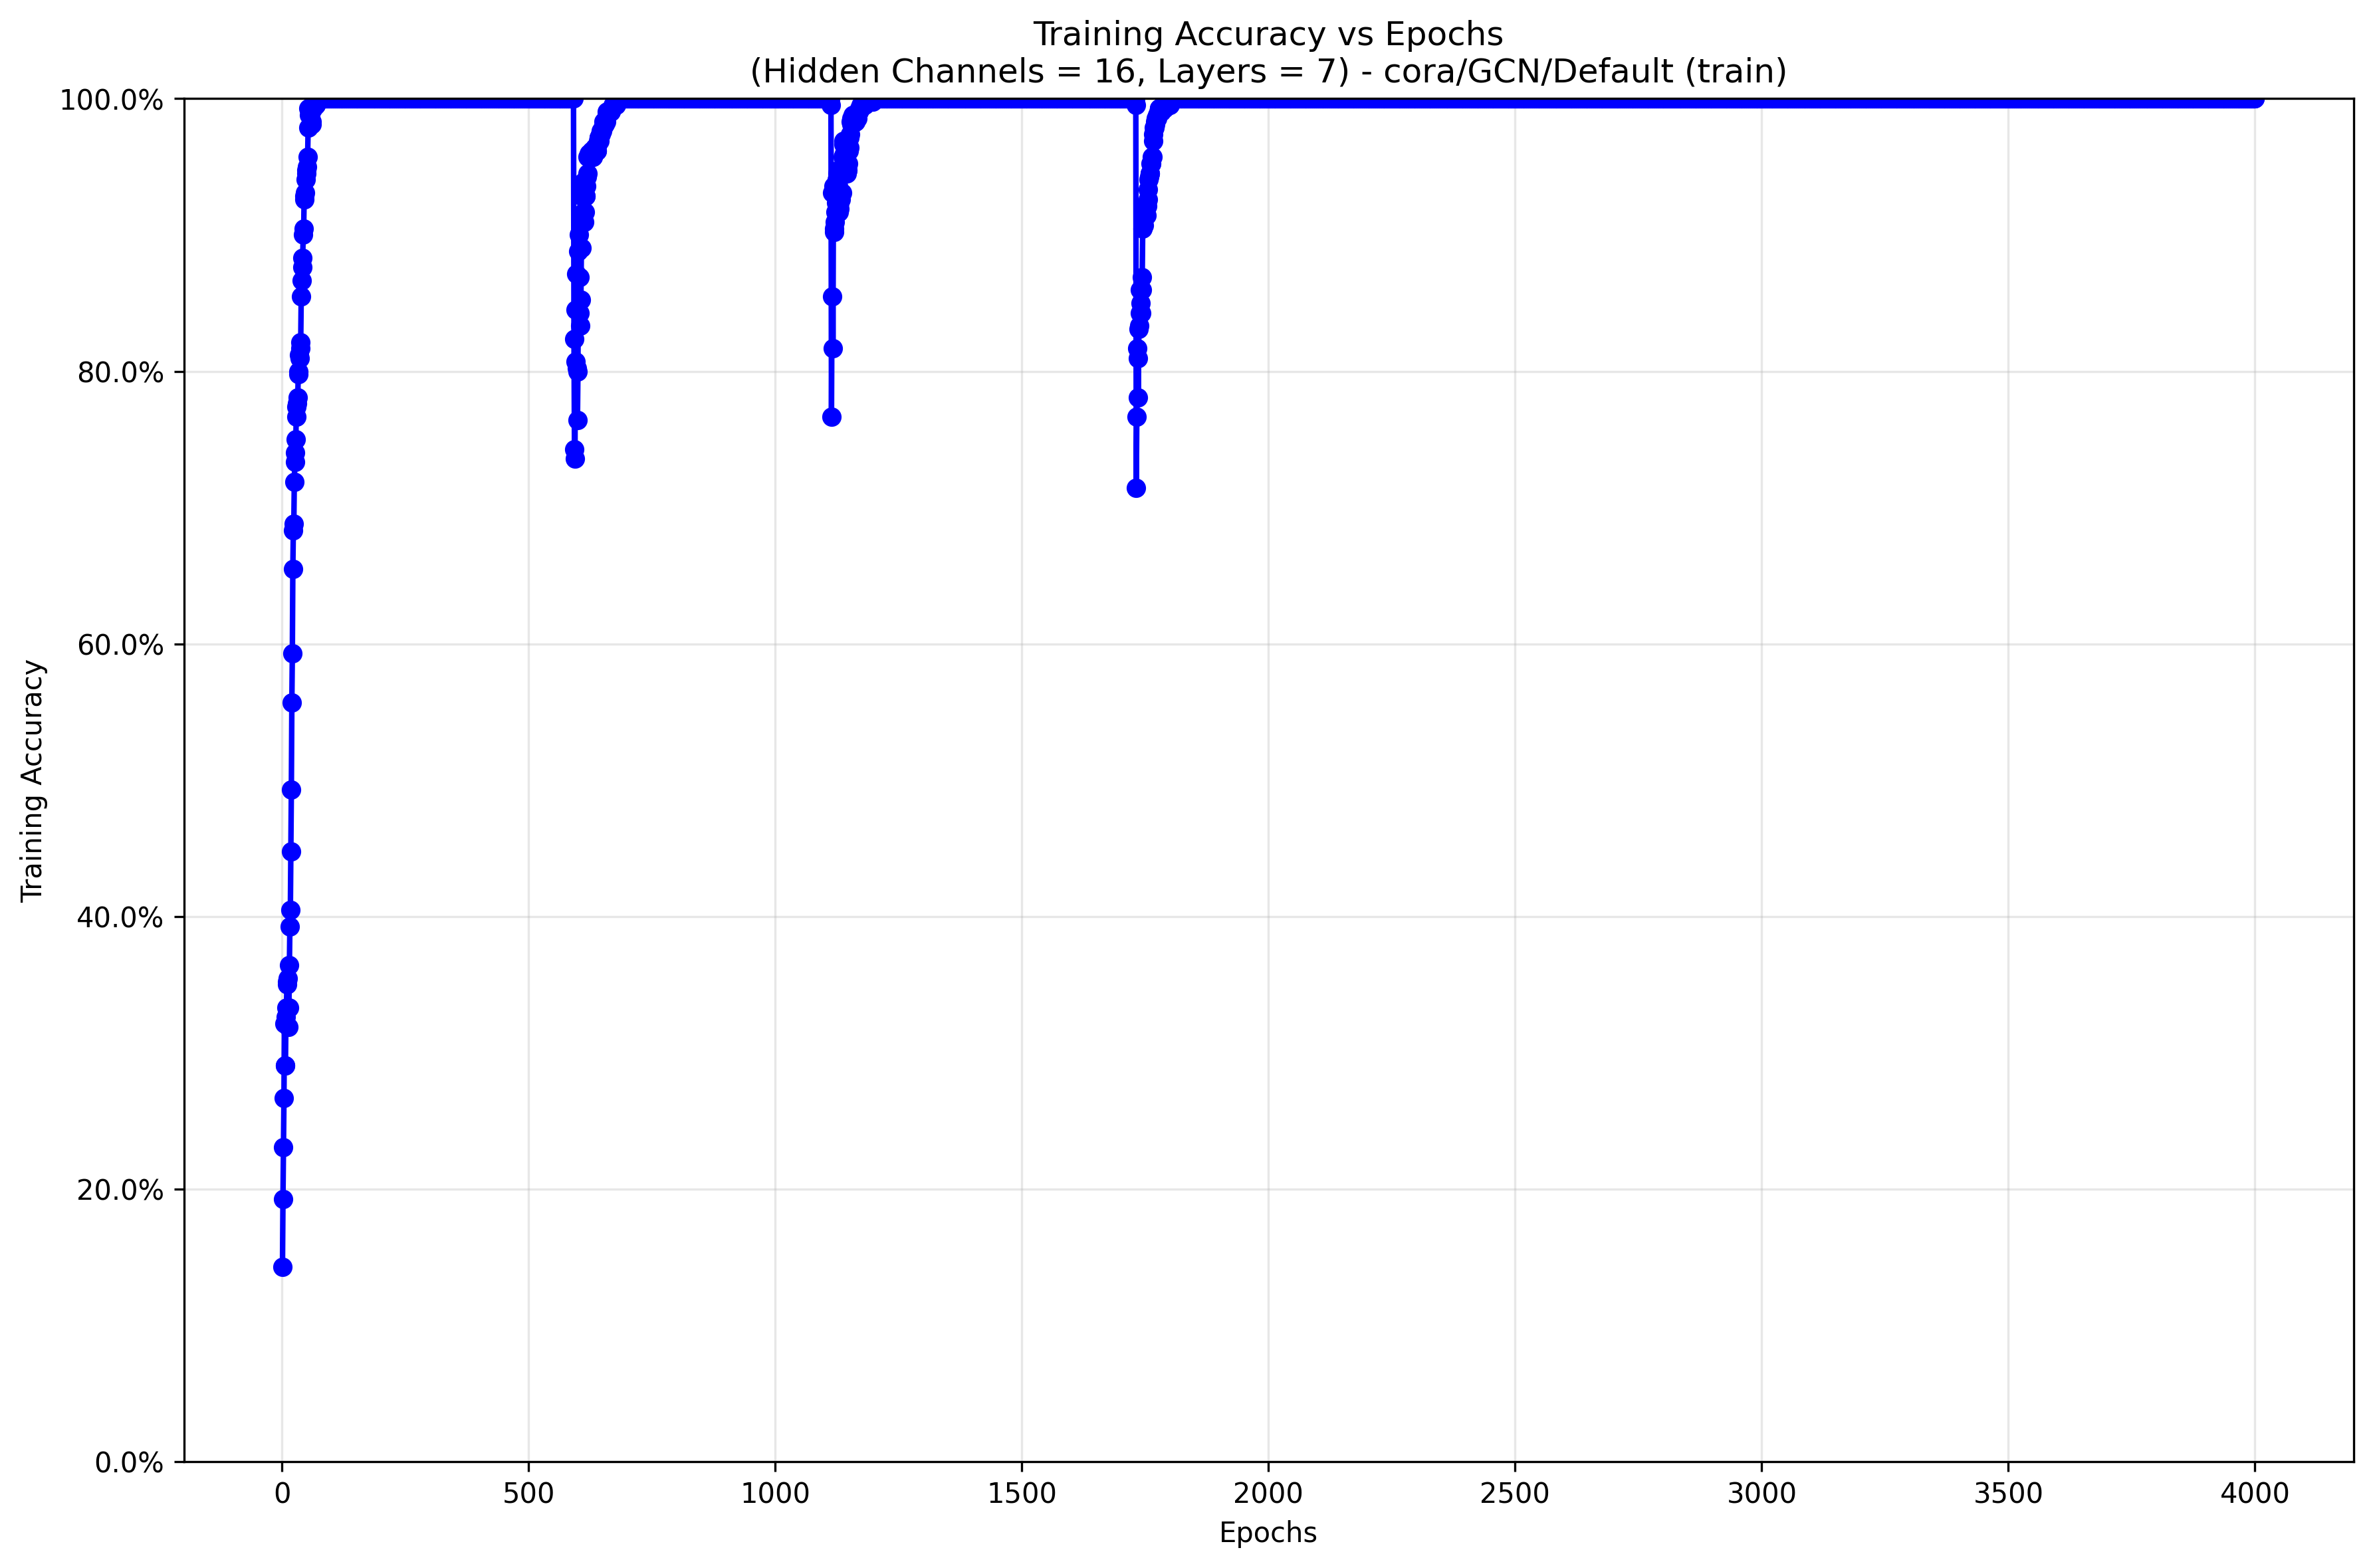 Training Accuracy vs Epochs
(Hidden Channels = 16, Layers = 7) - cora/GCN/Default (train)
100.0%
80.0%
60.0%
40.0%
20.0%
0.0%
Training Accuracy
0 500 1000 1500 2000 2500 3000 3500 4000
Epochs